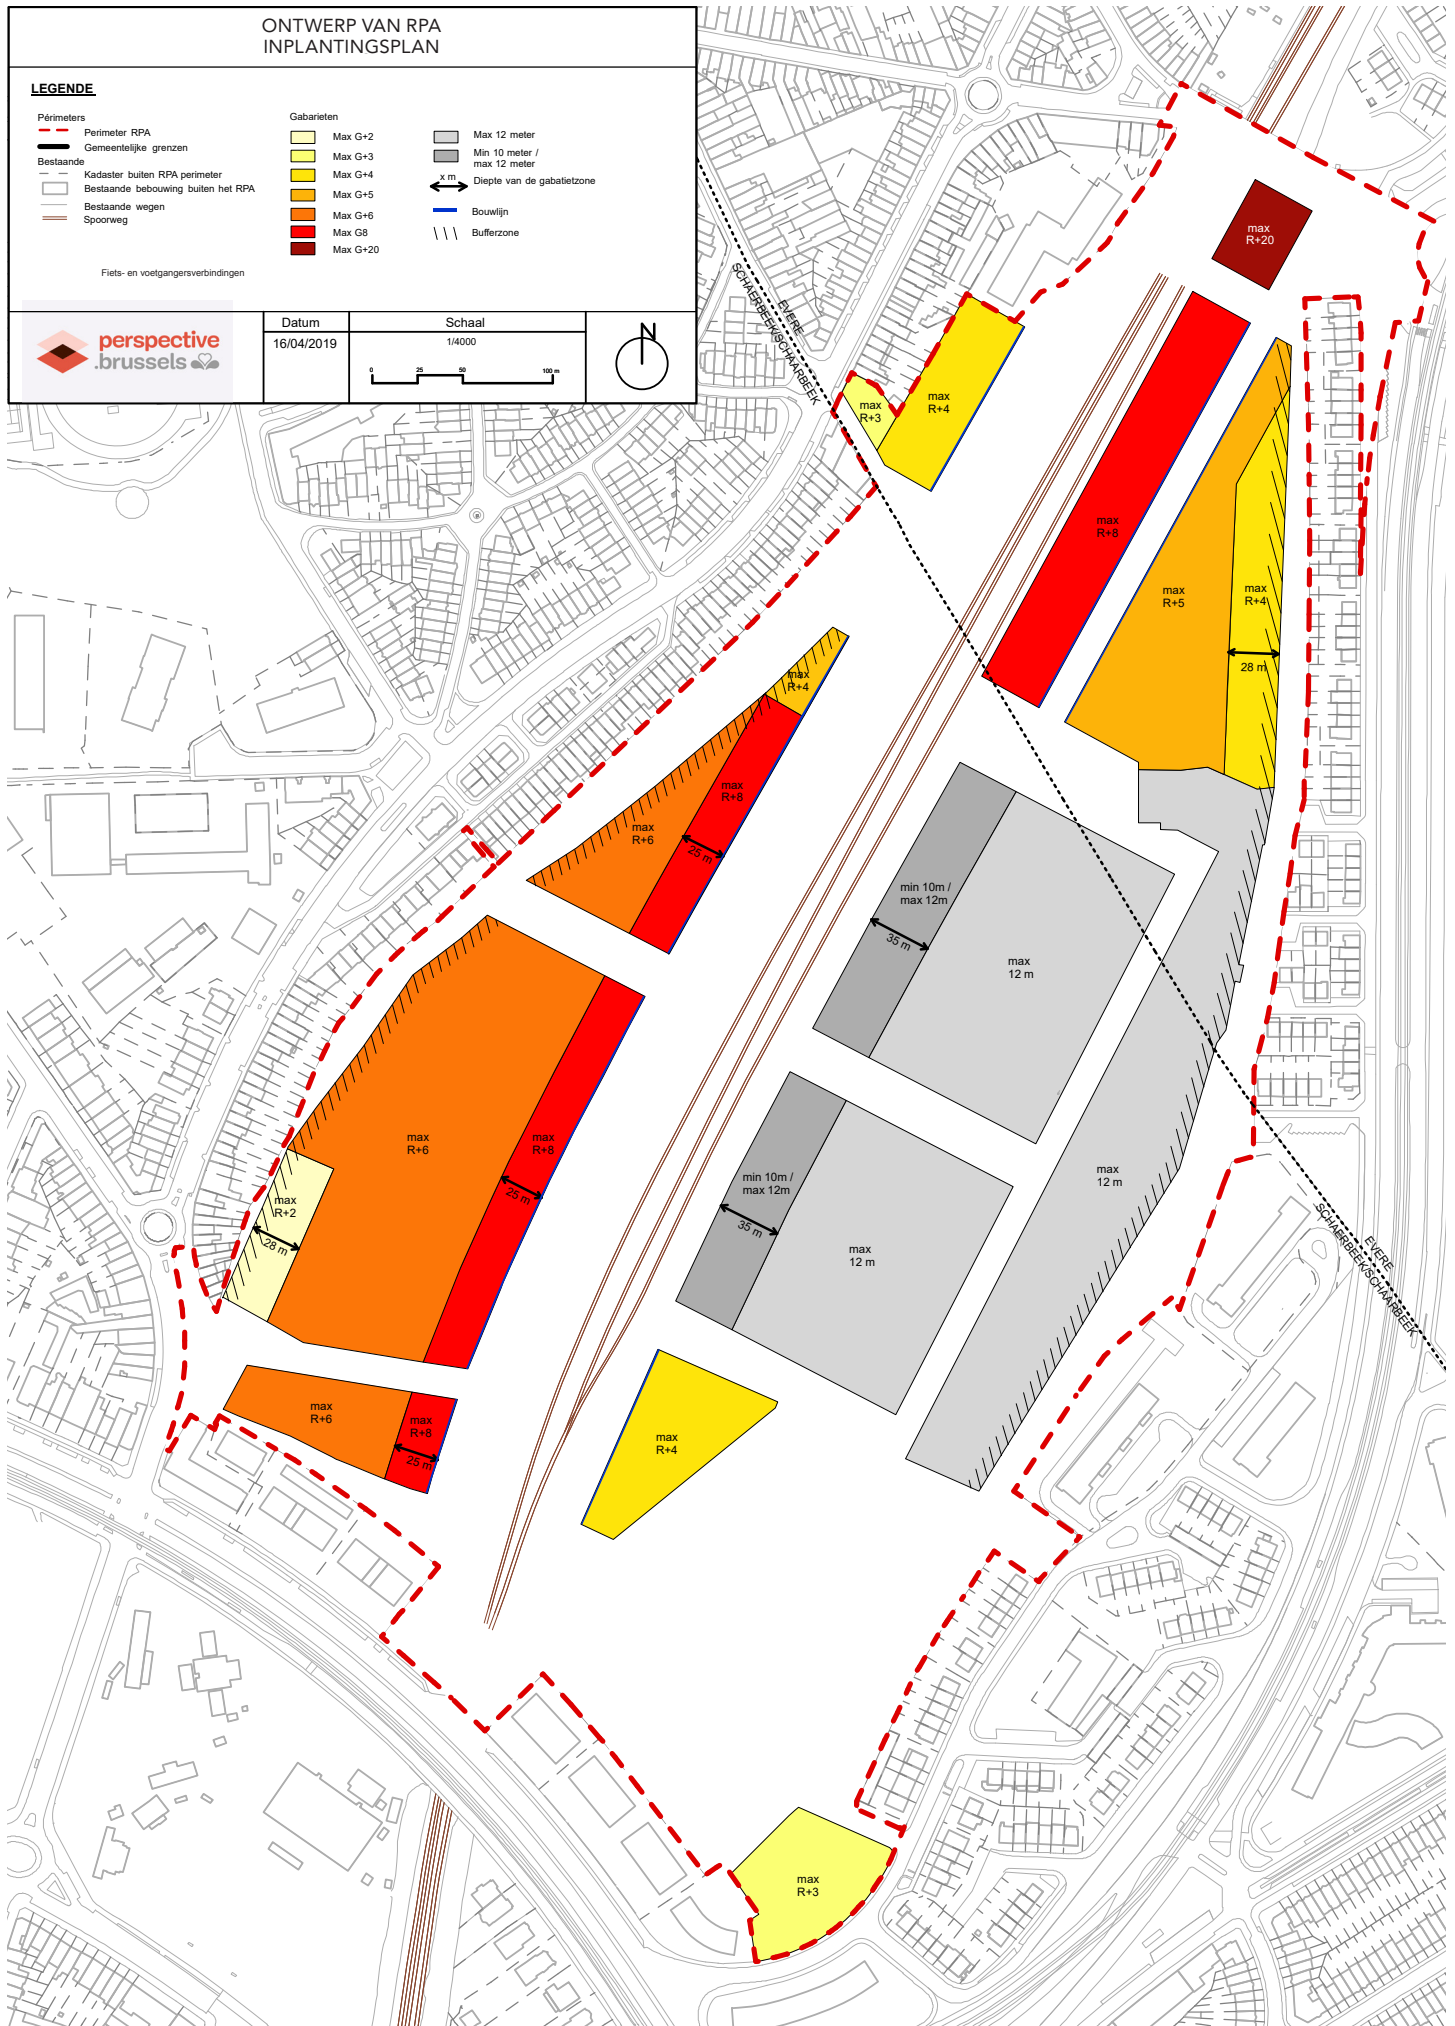 ONTWERP VAN RPA
INPLANTINGSPLAN
LEGENDE
Périmeters
Perimeter RPA
Gemeentelijke grenzen
Bestaande
Kadaster buiten RPA perimeter
Bestaande bebouwing buiten het RPA
Bestaande wegen
Spoorweg
Fiets- en voetgangersverbindingen
Gabarieten
Max G+2
Max G+3
Max G+4
Max G+5
Max G+6
Max G8
Max G+20
Max 12 meter
Min 10 meter /
max 12 meter
x m
Diepte van de gabatietzone
Bouwlijn
Bufferzone
perspective
.brussels
Datum
16/04/2019
Schaal
1/4000
0 25 50 100 m
N
max
R+20
EVERE
SCHAERBEEK/SCHAARBEEK
max
R+3
max
R+4
max
R+8
max
R+5
max
R+4
28 m
max
R+4
max
R+8
max
R+6
25 m
min 10m /
max 12m
35 m
max
12 m
max
R+6
max
R+8
25 m
max
R+2
28 m
min 10m /
max 12m
35 m
max
12 m
max
12 m
EVERE
SCHAERBEEK/SCHAARBEEK
max
R+6
max
R+8
25 m
max
R+4
max
R+3